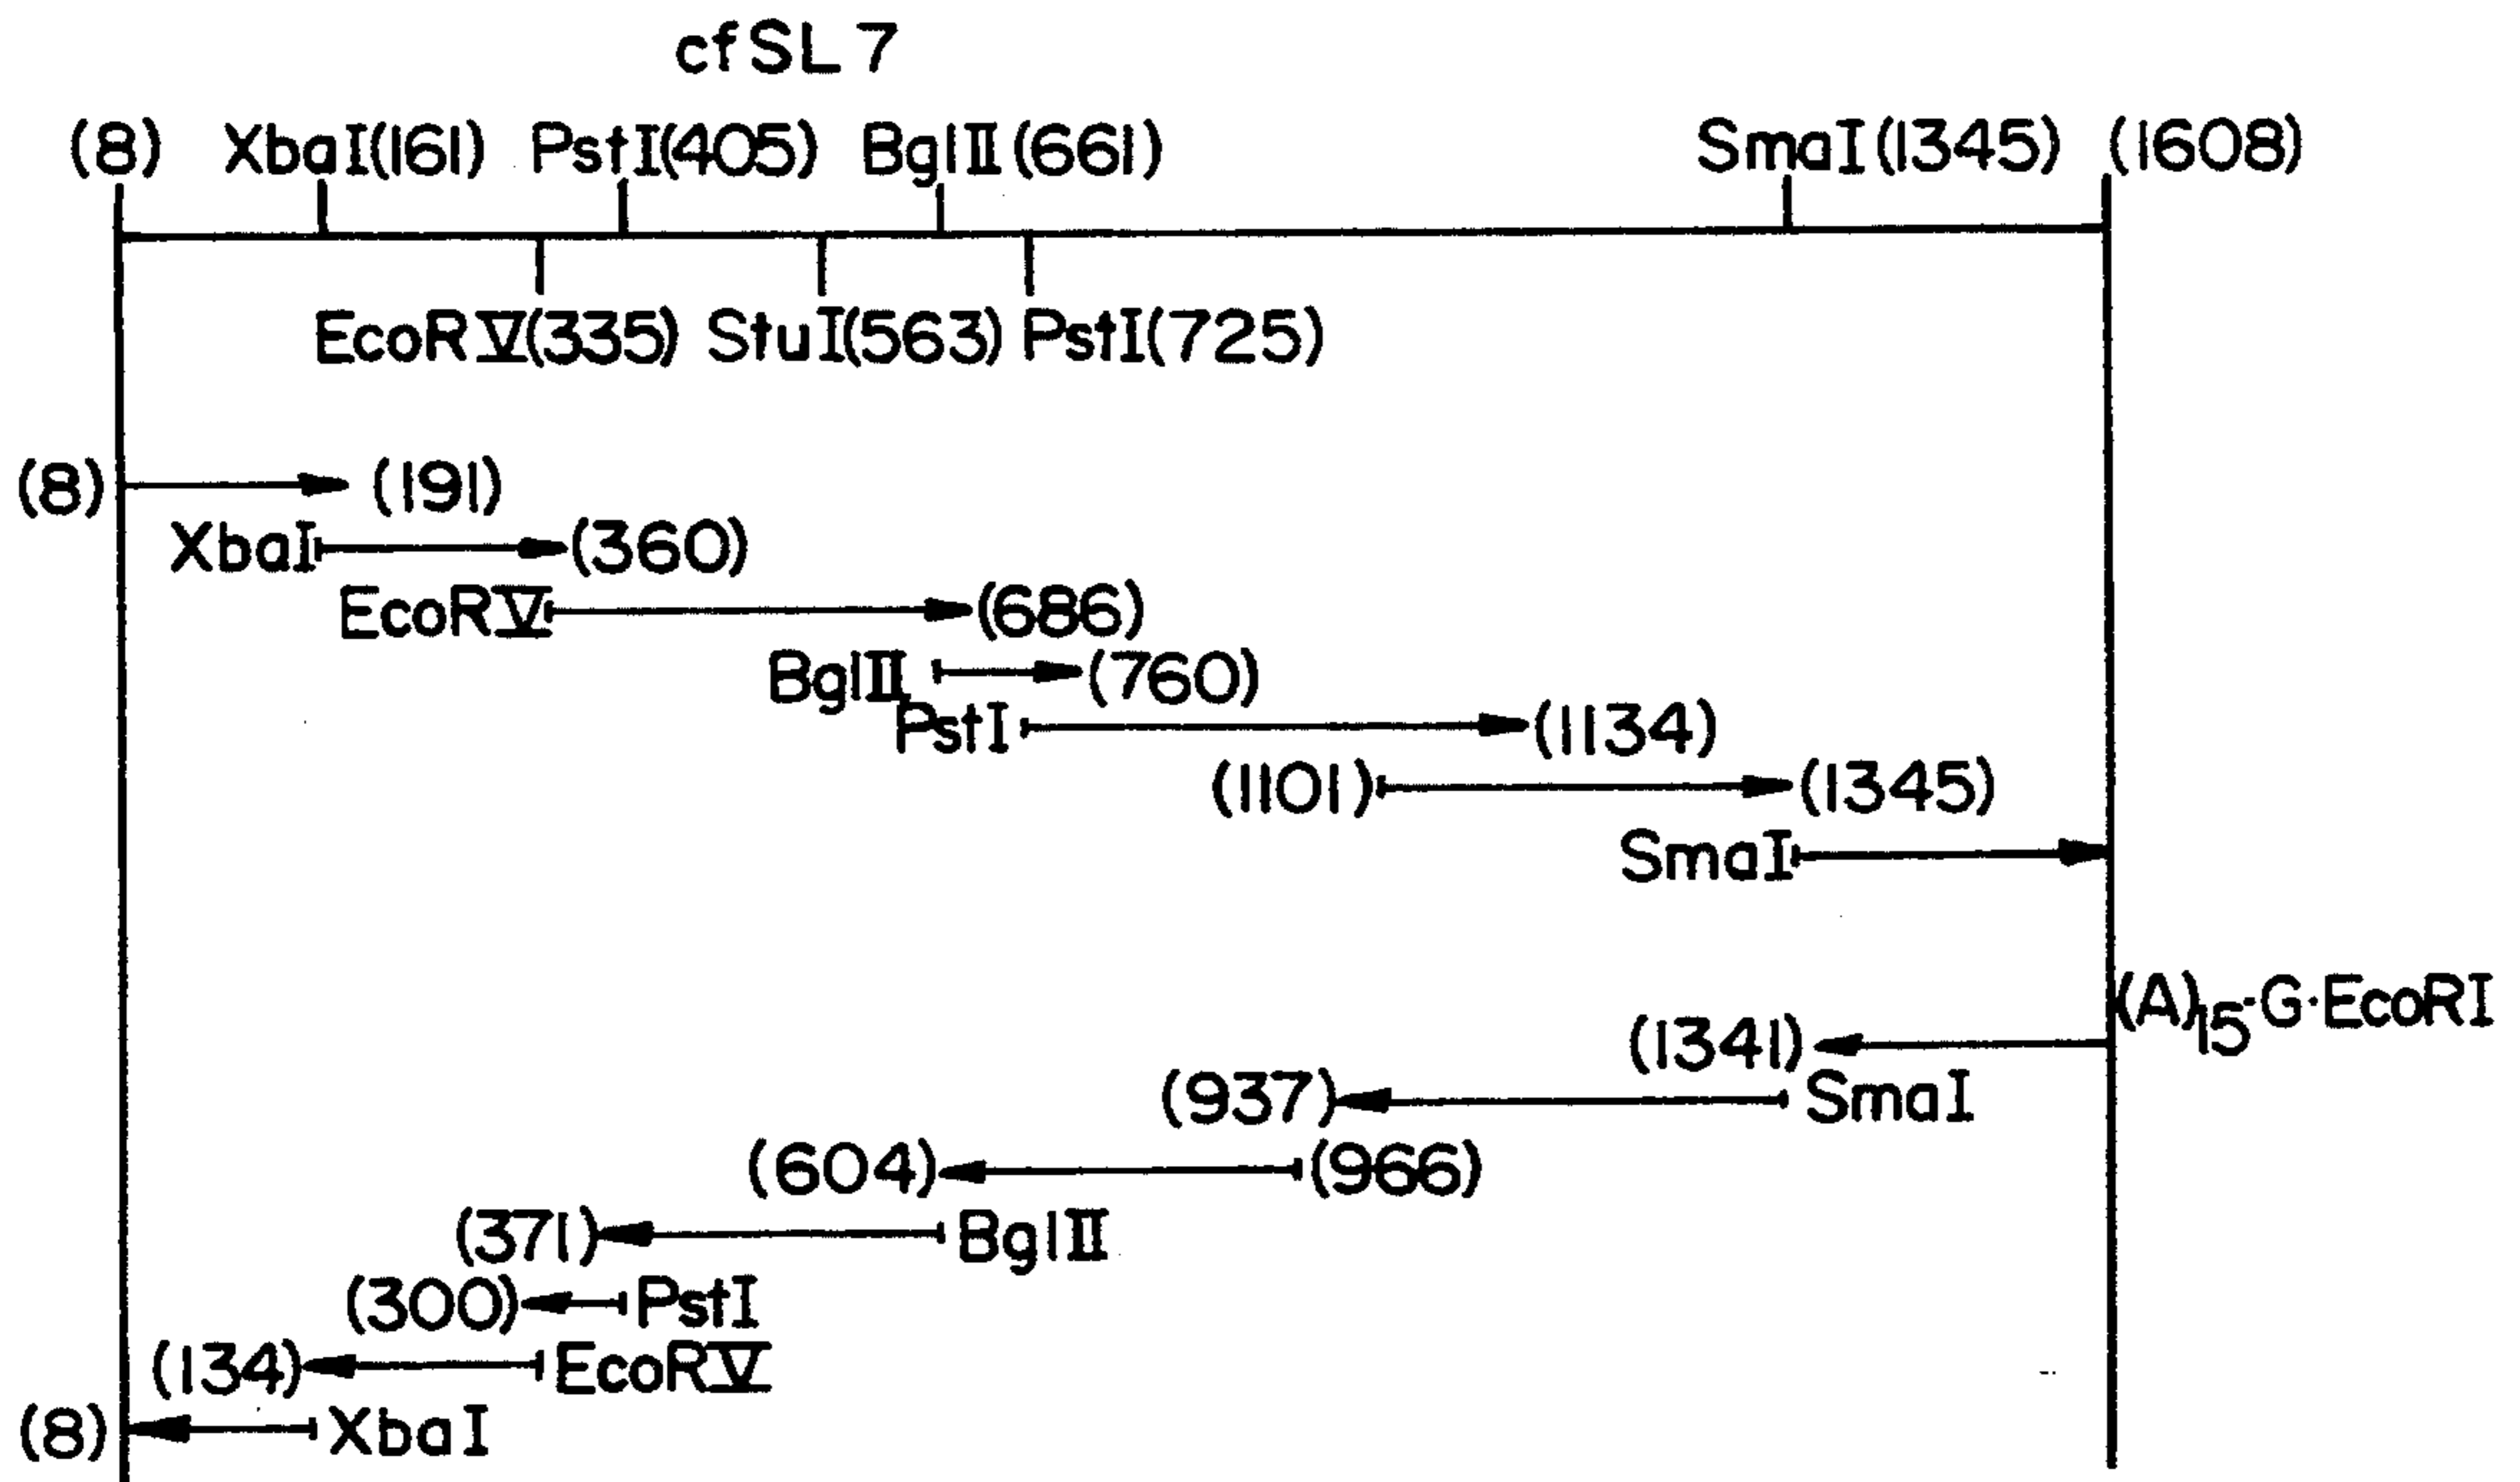 cfSL 7
(8) XbaI(161) PstI(405) BglII(661) SmaI(1345) (1608)
EcoRV(335) StuI(563) PstI(725)
(8) (191)
XbaI (360)
EcoRV (686)
BglII (760)
PstI (1134)
(1101) (1345)
SmaI
(A)15·G·EcoRI
(1341)
(937) SmaI
(604) (966)
(371) BglII
(300) PstI
(134) EcoRV
(8) XbaI